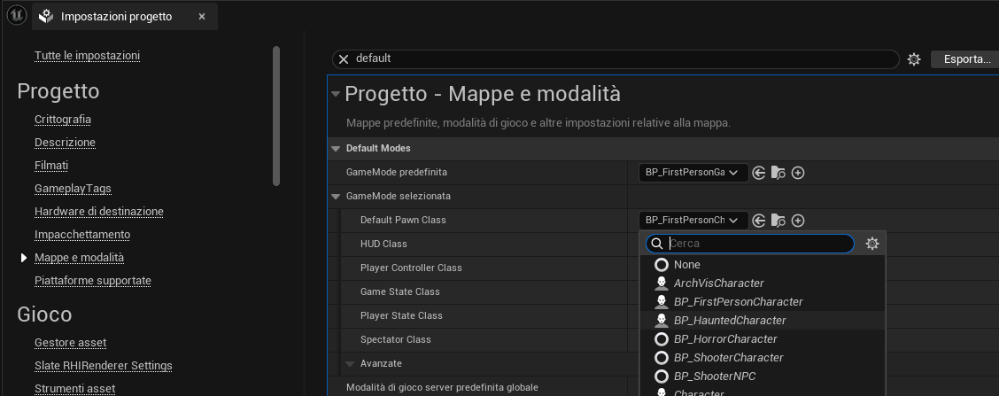 Impostazioni progetto
Tutte le impostazioni
Progetto
Crittografia
Descrizione
Filmati
GameplayTags
Hardware di destinazione
Impacchettamento
Mappe e modalità
Piattaforme supportate
Gioco
Gestore asset
Slate RHIRenderer Settings
Strumenti asset
default
Esporta...
Progetto - Mappe e modalità
Mappe predefinite, modalità di gioco e altre impostazioni relative alla mappa.
Default Modes
GameMode predefinita
BP_FirstPersonGa
GameMode selezionata
Default Pawn Class
BP_FirstPersonCh
HUD Class
Player Controller Class
Game State Class
Player State Class
Spectator Class
Avanzate
Modalità di gioco server predefinita globale
Cerca
None
ArchVisCharacter
BP_FirstPersonCharacter
BP_HauntedCharacter
BP_HorrorCharacter
BP_ShooterCharacter
BP_ShooterNPC
Character